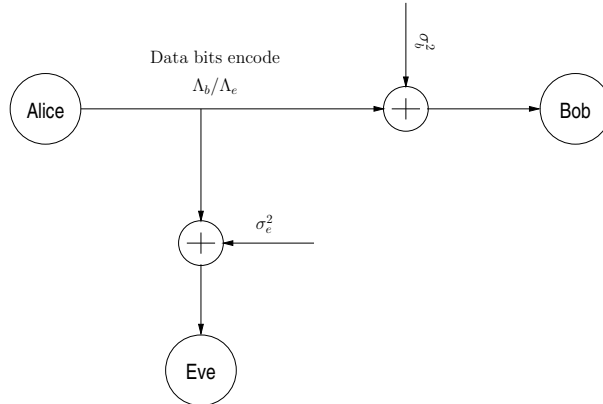 σ_b^2
Data bits encode
Λ_b/Λ_e
Alice
Bob
σ_e^2
Eve